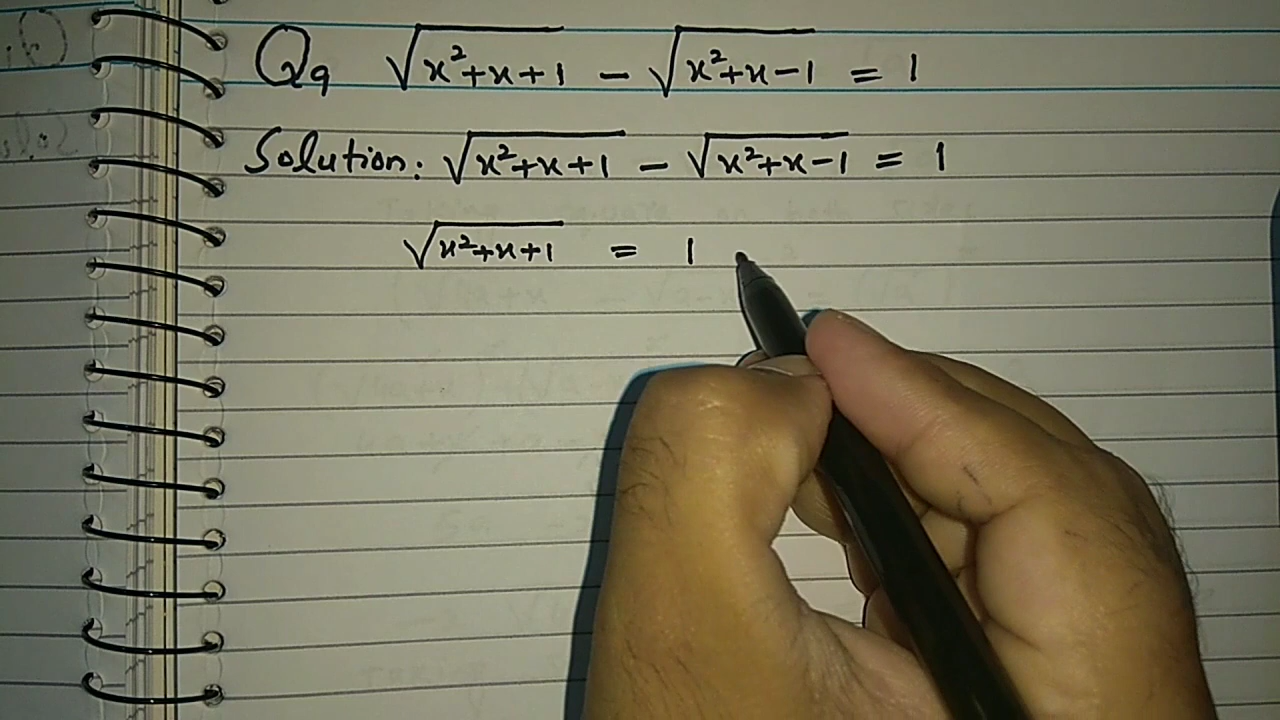 Q9 √(x²+x+1) − √(x²+x−1) = 1
Solution: √(x²+x+1) − √(x²+x−1) = 1
√(x²+x+1) = 1